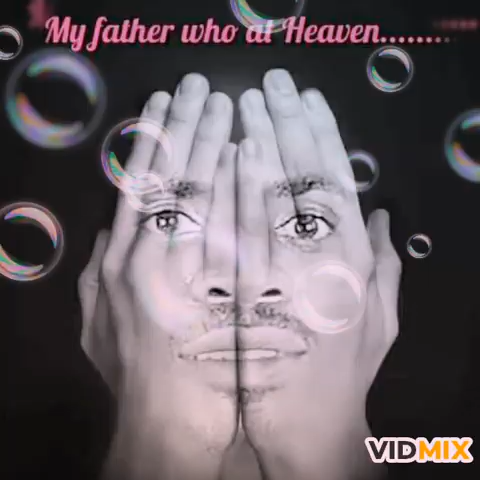 My father who at Heaven........
VIDMIX